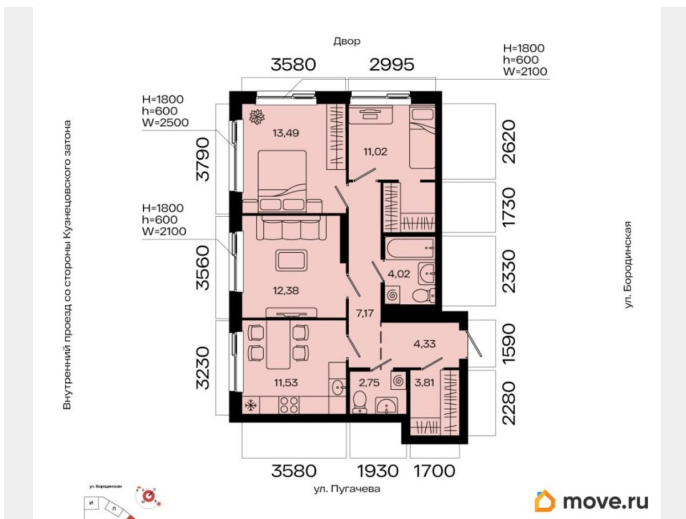 Двор
3580
2995
H=1800
h=600
W=2100
H=1800
h=600
W=2500
3790
13,49
11,02
2620
1730
H=1800
h=600
W=2100
3560
12,38
7,17
4,02
2330
4,33
1590
3230
11,53
2,75
3,81
2280
3580
1930
1700
ул. Пугачева
Внутренний проезд со стороны Кузнецовского затона
ул. Бородинская
ул. Бородинская
move.ru